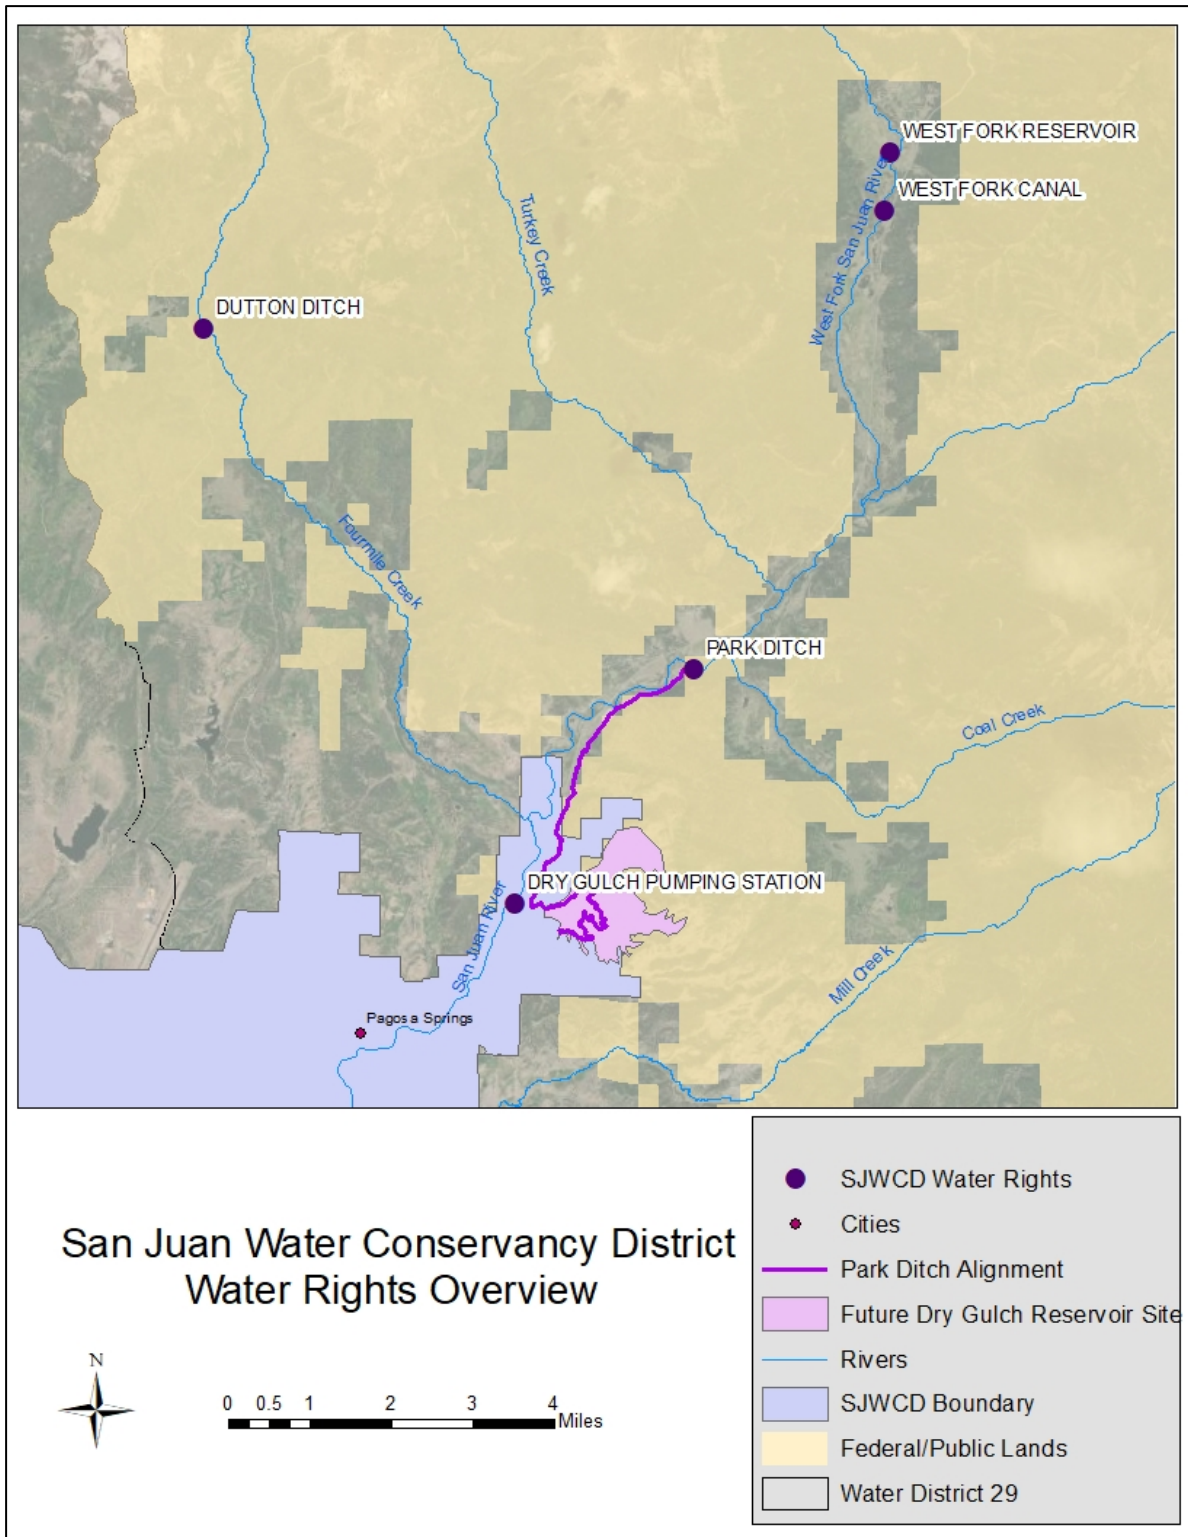 WEST FORK RESERVOIR
WEST FORK CANAL
West Fork San Juan River
Turkey Creek
DUTTON DITCH
Fourmile Creek
PARK DITCH
Coal Creek
DRY GULCH PUMPING STATION
San Juan River
Mill Creek
Pagosa Springs
San Juan Water Conservancy District
Water Rights Overview
N
0 0.5 1 2 3 4
Miles
SJWCD Water Rights
Cities
Park Ditch Alignment
Future Dry Gulch Reservoir Site
Rivers
SJWCD Boundary
Federal/Public Lands
Water District 29